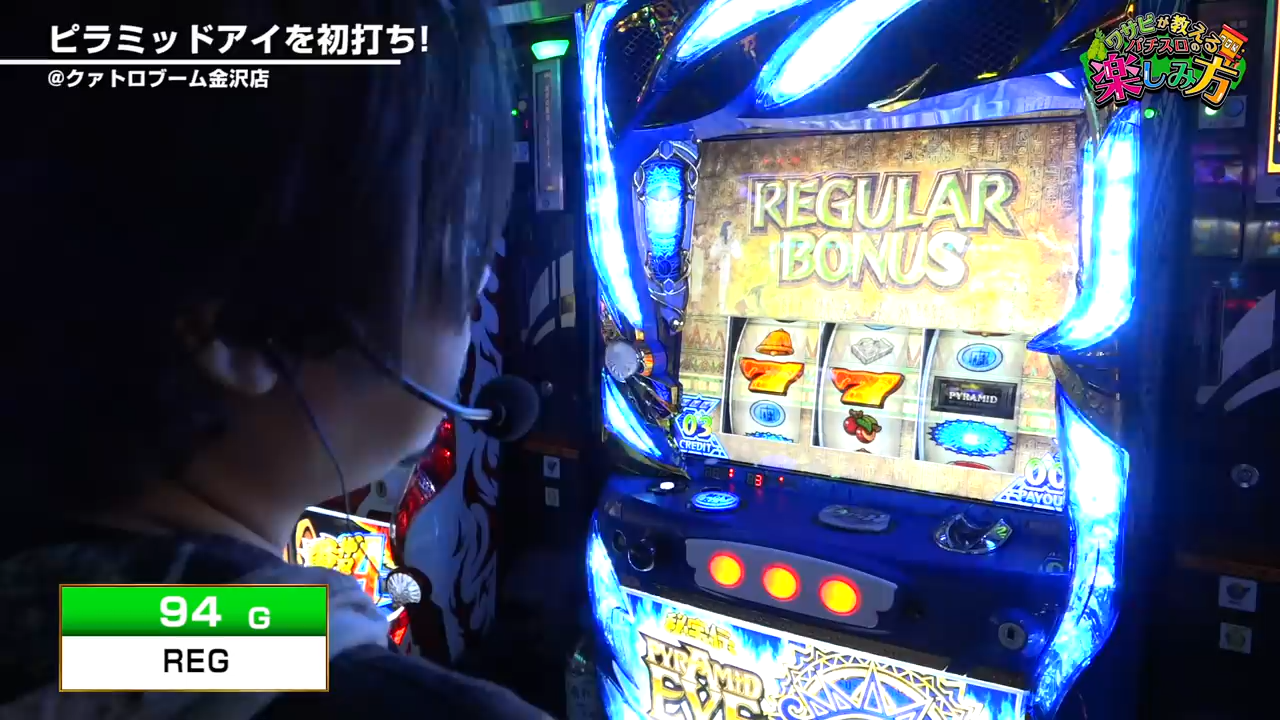 ピラミッドアイを初打ち!
@クァトロブーム金沢店
ワサビが教える
パチスロの
楽しみ方
REGULAR
BONUS
PYRAMID
03
CREDIT
00
PAYOU
PYRAMID
EYE
94 G
REG